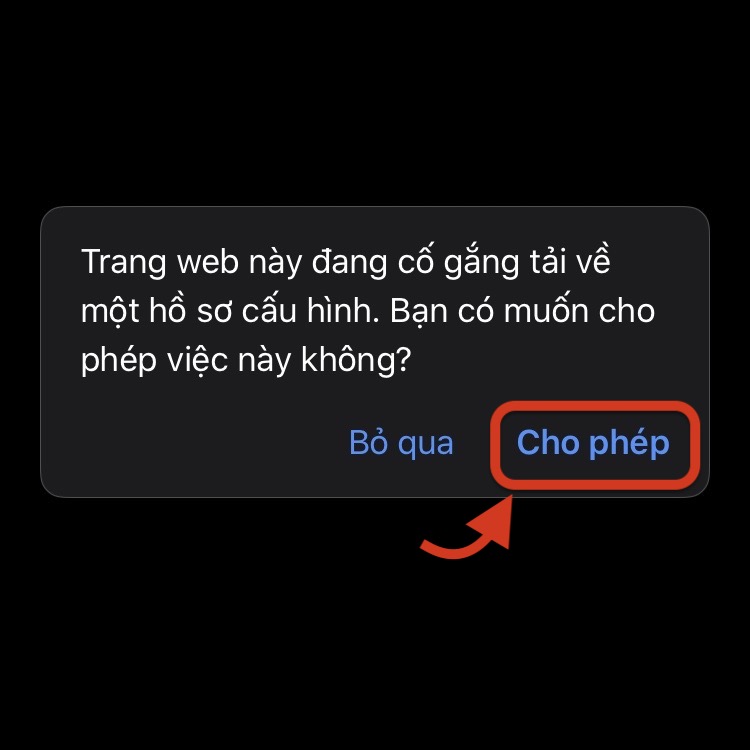 Trang web này đang cố gắng tải về
một hồ sơ cấu hình. Bạn có muốn cho
phép việc này không?
Bỏ qua
Cho phép